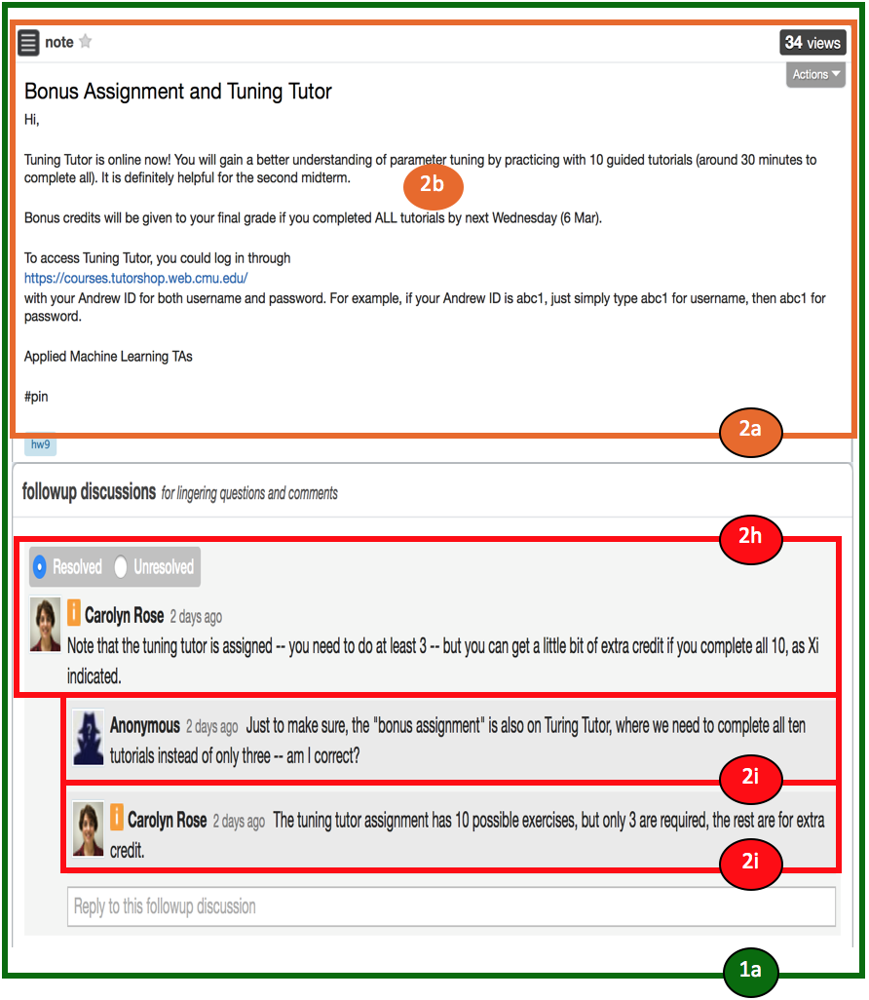 note
34 views
Actions
Bonus Assignment and Tuning Tutor
Hi,
Tuning Tutor is online now! You will gain a better understanding of parameter tuning by practicing with 10 guided tutorials (around 30 minutes to
complete all). It is definitely helpful for the second midterm.
2b
Bonus credits will be given to your final grade if you completed ALL tutorials by next Wednesday (6 Mar).
To access Tuning Tutor, you could log in through
https://courses.tutorshop.web.cmu.edu/
with your Andrew ID for both username and password. For example, if your Andrew ID is abc1, just simply type abc1 for username, then abc1 for
password.
Applied Machine Learning TAs
#pin
2a
hw9
followup discussions for lingering questions and comments
2h
Resolved Unresolved
i Carolyn Rose 2 days ago
Note that the tuning tutor is assigned -- you need to do at least 3 -- but you can get a little bit of extra credit if you complete all 10, as Xi
indicated.
Anonymous 2 days ago Just to make sure, the "bonus assignment" is also on Turing Tutor, where we need to complete all ten
tutorials instead of only three -- am I correct?
2i
i Carolyn Rose 2 days ago The tuning tutor assignment has 10 possible exercises, but only 3 are required, the rest are for extra
credit.
2i
Reply to this followup discussion
1a